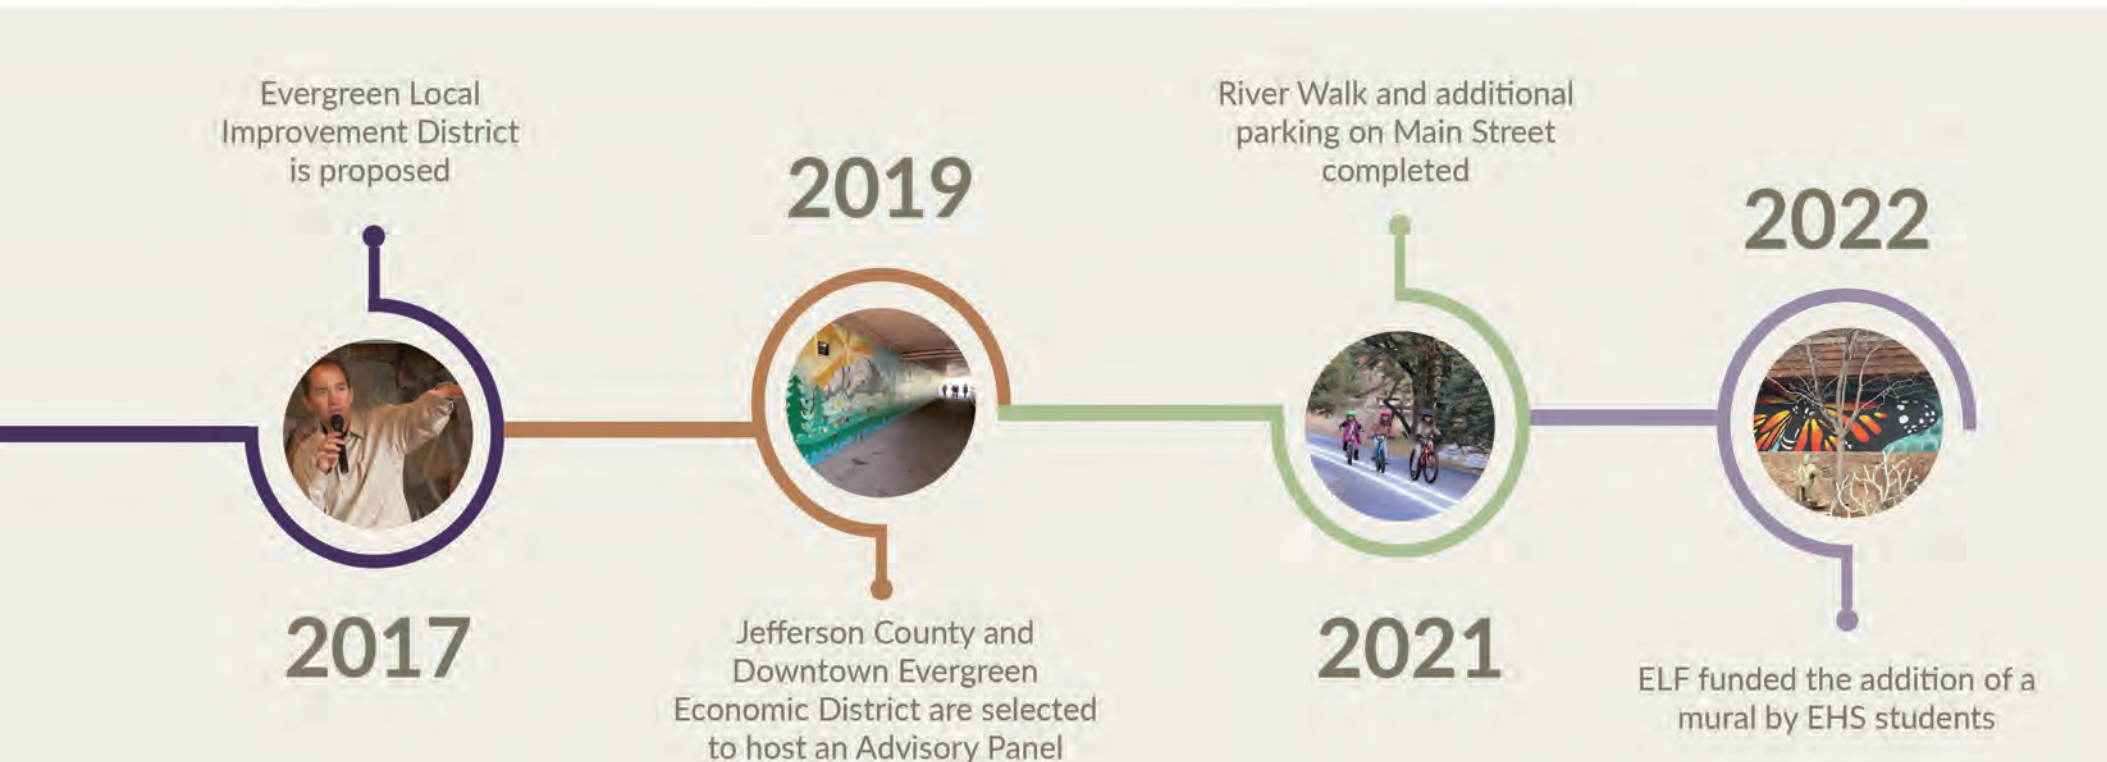 Evergreen Local
Improvement District
is proposed
2017
2019
Jefferson County and
Downtown Evergreen
Economic District are selected
to host an Advisory Panel
River Walk and additional
parking on Main Street
completed
2021
2022
ELF funded the addition of a
mural by EHS students